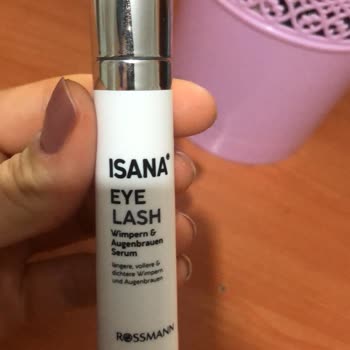 ISANA
EYE
LASH
Wimpern &
Augenbrauen
Serum
längere, vollere &
dichtere Wimpern
und Augenbrauen
ROSSMANN